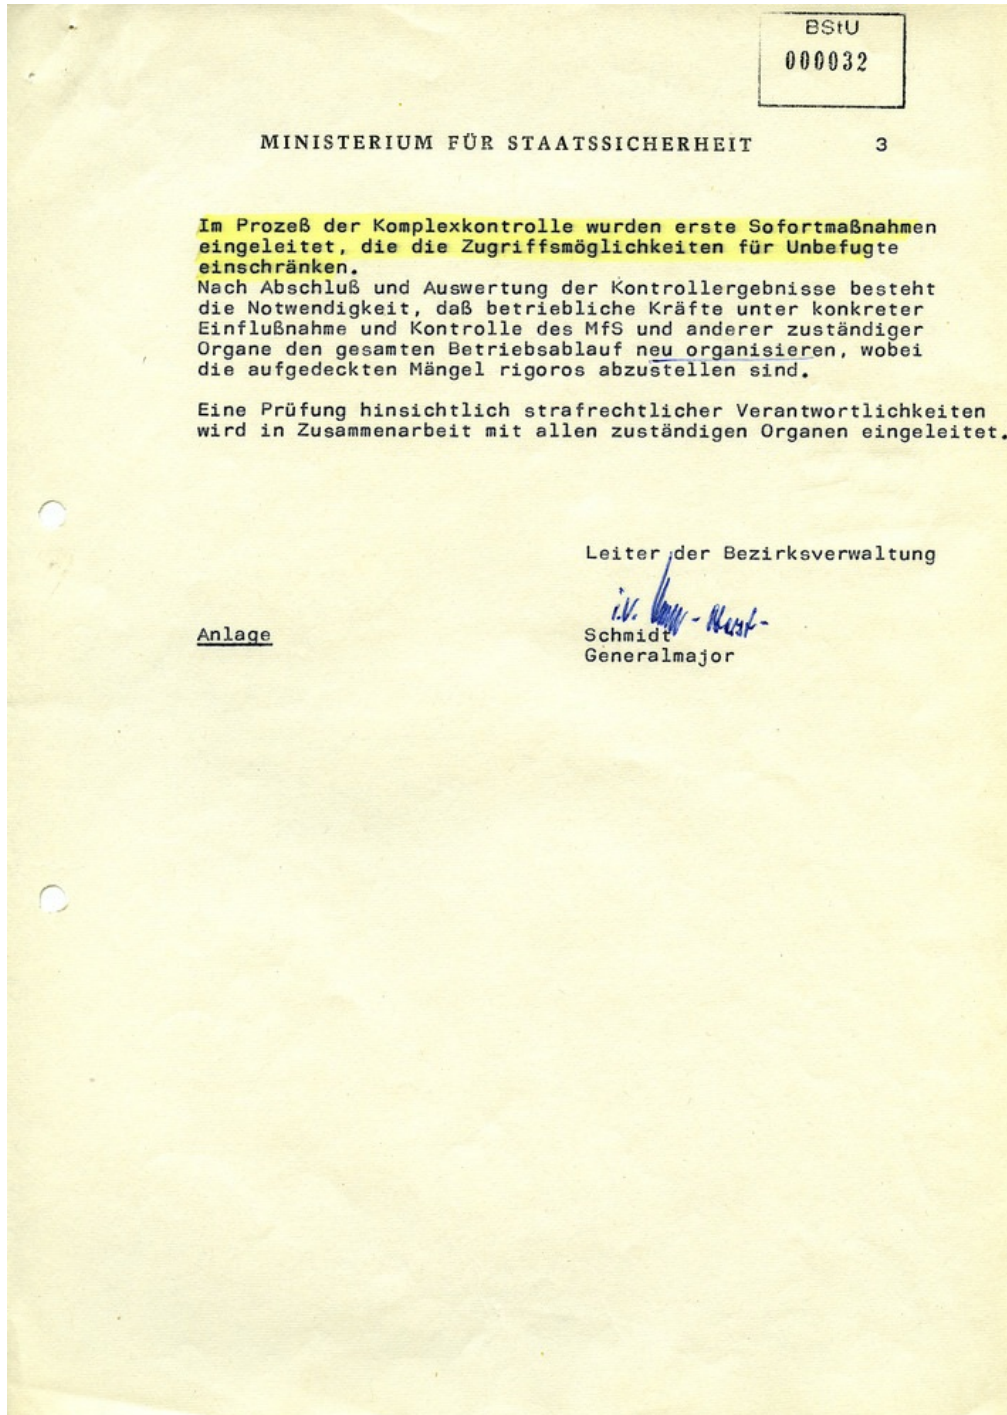 BStU
000032
MINISTERIUM FÜR STAATSSICHERHEIT 3
Im Prozeß der Komplexkontrolle wurden erste Sofortmaßnahmen
eingeleitet, die die Zugriffsmöglichkeiten für Unbefugte
einschränken.
Nach Abschluß und Auswertung der Kontrollergebnisse besteht
die Notwendigkeit, daß betriebliche Kräfte unter konkreter
Einflußnahme und Kontrolle des MfS und anderer zuständiger
Organe den gesamten Betriebsablauf neu organisieren, wobei
die aufgedeckten Mängel rigoros abzustellen sind.
Eine Prüfung hinsichtlich strafrechtlicher Verantwortlichkeiten
wird in Zusammenarbeit mit allen zuständigen Organen eingeleitet.
Leiter der Bezirksverwaltung
i.V.
Anlage
Schmidt
Generalmajor